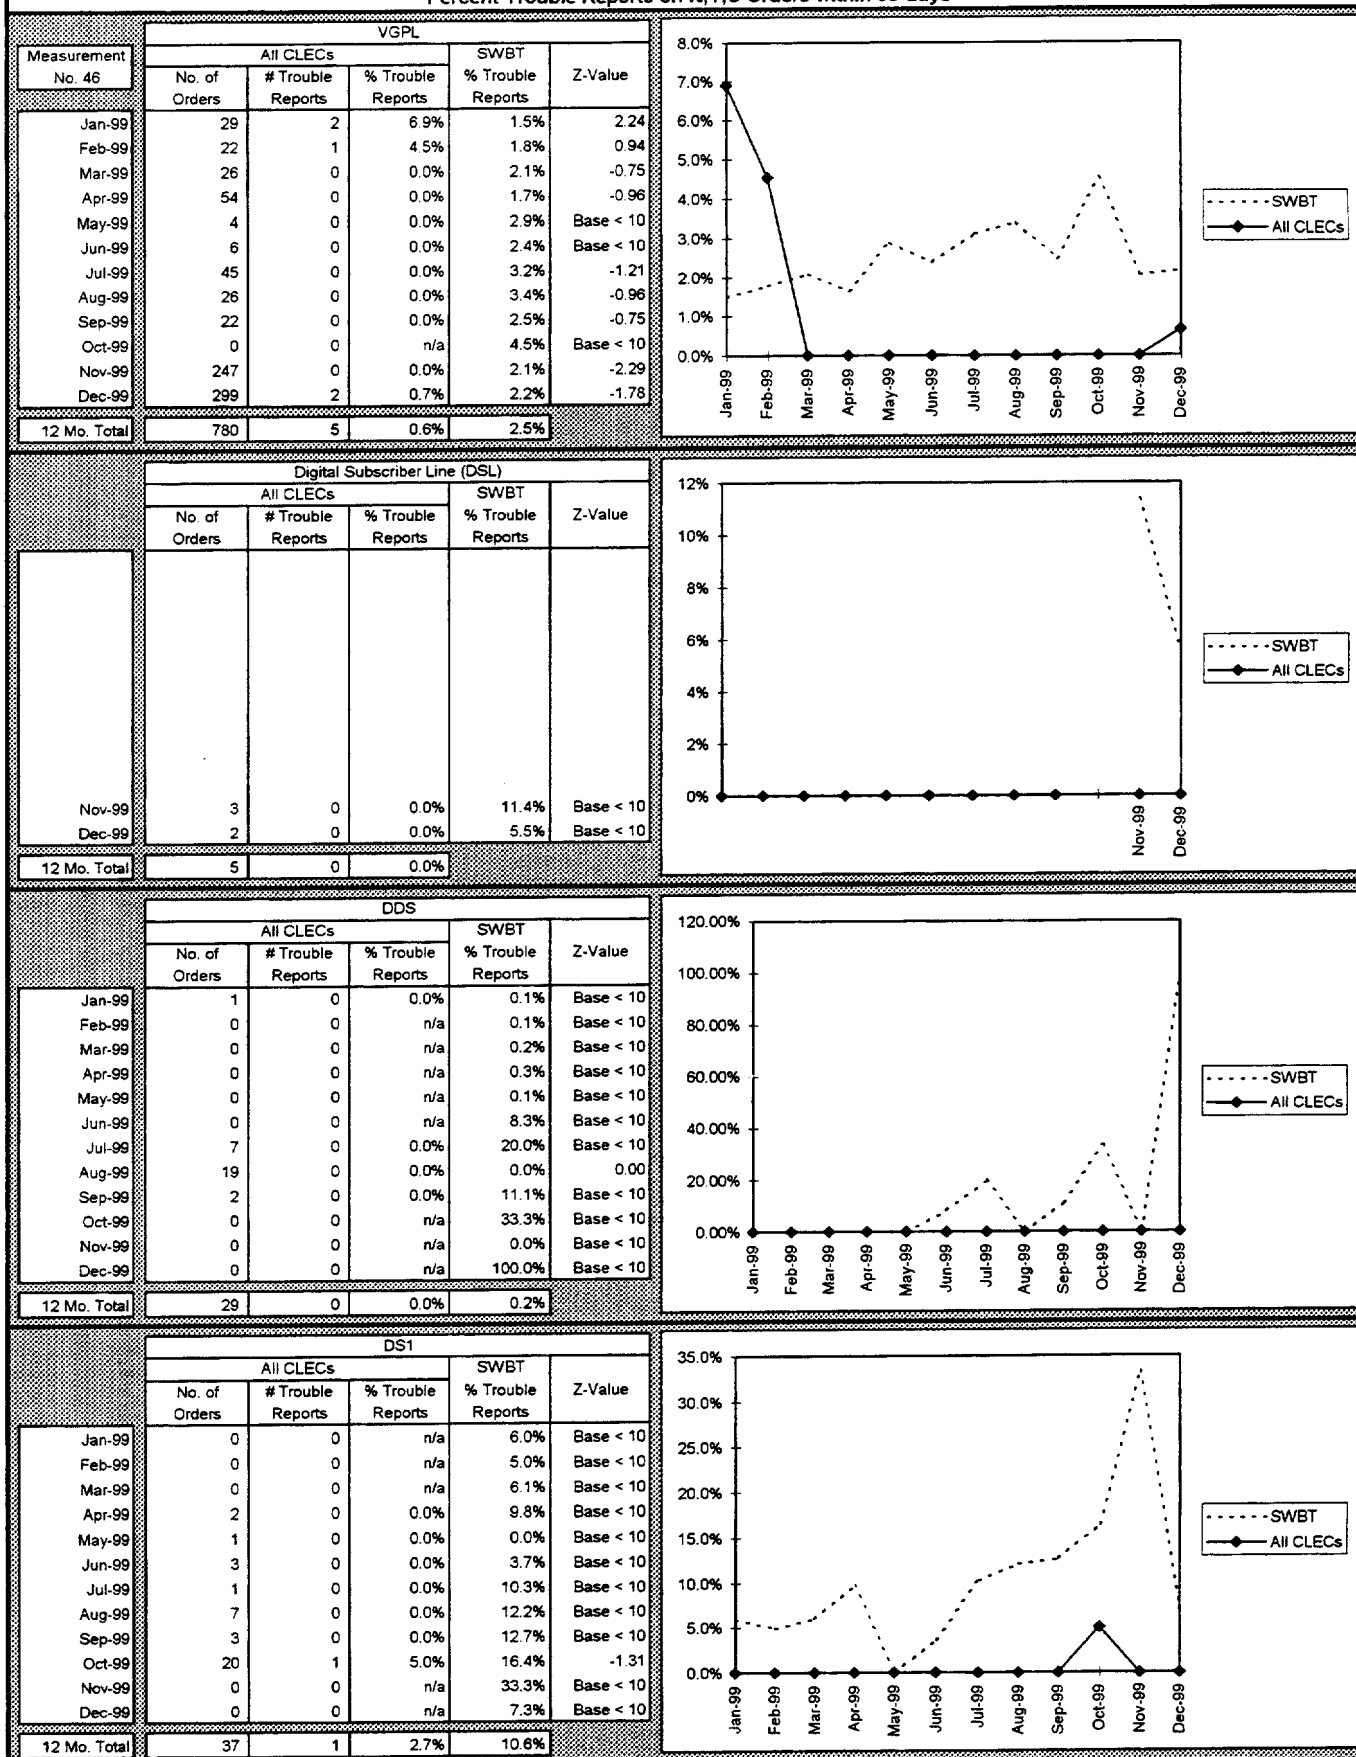 VGPL
Measurement All CLECs SWBT
No. 46 No. of # Trouble % Trouble % Trouble Z-Value
Orders Reports Reports Reports
Jan-99 29 2 6.9% 1.5% 2.24
Feb-99 22 1 4.5% 1.8% 0.94
Mar-99 26 0 0.0% 2.1% -0.75
Apr-99 54 0 0.0% 1.7% -0.96
May-99 4 0 0.0% 2.9% Base < 10
Jun-99 6 0 0.0% 2.4% Base < 10
Jul-99 45 0 0.0% 3.2% -1.21
Aug-99 26 0 0.0% 3.4% -0.96
Sep-99 22 0 0.0% 2.5% -0.75
Oct-99 0 0 n/a 4.5% Base < 10
Nov-99 247 0 0.0% 2.1% -2.29
Dec-99 299 2 0.7% 2.2% -1.78
12 Mo. Total 780 5 0.6% 2.5%
8.0%
7.0%
6.0%
5.0%
4.0%
3.0%
2.0%
1.0%
0.0%
Jan-99 Feb-99 Mar-99 Apr-99 May-99 Jun-99 Jul-99 Aug-99 Sep-99 Oct-99 Nov-99 Dec-99
SWBT
All CLECs
Digital Subscriber Line (DSL)
All CLECs SWBT
No. of # Trouble % Trouble % Trouble Z-Value
Orders Reports Reports Reports
Nov-99 3 0 0.0% 11.4% Base < 10
Dec-99 2 0 0.0% 5.5% Base < 10
12 Mo. Total 5 0 0.0%
12%
10%
8%
6%
4%
2%
0%
Nov-99 Dec-99
SWBT
All CLECs
DDS
All CLECs SWBT
No. of # Trouble % Trouble % Trouble Z-Value
Orders Reports Reports Reports
Jan-99 1 0 0.0% 0.1% Base < 10
Feb-99 0 0 n/a 0.1% Base < 10
Mar-99 0 0 n/a 0.2% Base < 10
Apr-99 0 0 n/a 0.3% Base < 10
May-99 0 0 n/a 0.1% Base < 10
Jun-99 0 0 n/a 8.3% Base < 10
Jul-99 7 0 0.0% 20.0% Base < 10
Aug-99 19 0 0.0% 0.0% 0.00
Sep-99 2 0 0.0% 11.1% Base < 10
Oct-99 0 0 n/a 33.3% Base < 10
Nov-99 0 0 n/a 0.0% Base < 10
Dec-99 0 0 n/a 100.0% Base < 10
12 Mo. Total 29 0 0.0% 0.2%
120.00%
100.00%
80.00%
60.00%
40.00%
20.00%
0.00%
Jan-99 Feb-99 Mar-99 Apr-99 May-99 Jun-99 Jul-99 Aug-99 Sep-99 Oct-99 Nov-99 Dec-99
SWBT
All CLECs
DS1
All CLECs SWBT
No. of # Trouble % Trouble % Trouble Z-Value
Orders Reports Reports Reports
Jan-99 0 0 n/a 6.0% Base < 10
Feb-99 0 0 n/a 5.0% Base < 10
Mar-99 0 0 n/a 6.1% Base < 10
Apr-99 2 0 0.0% 9.8% Base < 10
May-99 1 0 0.0% 0.0% Base < 10
Jun-99 3 0 0.0% 3.7% Base < 10
Jul-99 1 0 0.0% 10.3% Base < 10
Aug-99 7 0 0.0% 12.2% Base < 10
Sep-99 3 0 0.0% 12.7% Base < 10
Oct-99 20 1 5.0% 16.4% -1.31
Nov-99 0 0 n/a 33.3% Base < 10
Dec-99 0 0 n/a 7.3% Base < 10
12 Mo. Total 37 1 2.7% 10.6%
35.0%
30.0%
25.0%
20.0%
15.0%
10.0%
5.0%
0.0%
Jan-99 Feb-99 Mar-99 Apr-99 May-99 Jun-99 Jul-99 Aug-99 Sep-99 Oct-99 Nov-99 Dec-99
SWBT
All CLECs